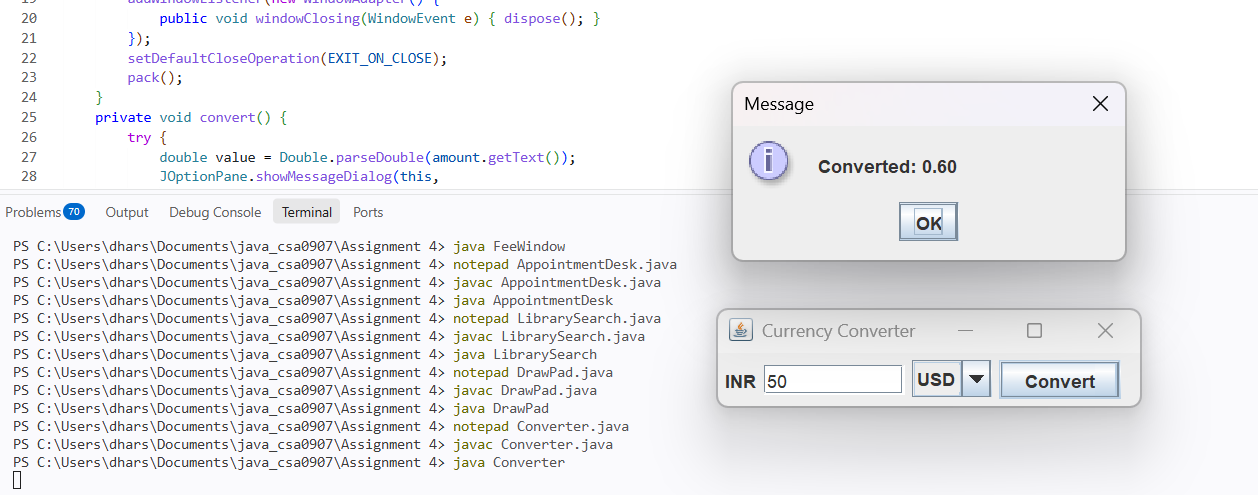 19 addWindowListener(new WindowAdapter() {
20 public void windowClosing(WindowEvent e) { dispose(); }
21 });
22 setDefaultCloseOperation(EXIT_ON_CLOSE);
23 pack();
24 }
25 private void convert() {
26 try {
27 double value = Double.parseDouble(amount.getText());
28 JOptionPane.showMessageDialog(this,
Message
Converted: 0.60
OK
Problems 70 Output Debug Console Terminal Ports
PS C:\Users\dhars\Documents\java_csa0907\Assignment 4> java FeeWindow
PS C:\Users\dhars\Documents\java_csa0907\Assignment 4> notepad AppointmentDesk.java
PS C:\Users\dhars\Documents\java_csa0907\Assignment 4> javac AppointmentDesk.java
PS C:\Users\dhars\Documents\java_csa0907\Assignment 4> java AppointmentDesk
PS C:\Users\dhars\Documents\java_csa0907\Assignment 4> notepad LibrarySearch.java
PS C:\Users\dhars\Documents\java_csa0907\Assignment 4> javac LibrarySearch.java
PS C:\Users\dhars\Documents\java_csa0907\Assignment 4> java LibrarySearch
PS C:\Users\dhars\Documents\java_csa0907\Assignment 4> notepad DrawPad.java
PS C:\Users\dhars\Documents\java_csa0907\Assignment 4> javac DrawPad.java
PS C:\Users\dhars\Documents\java_csa0907\Assignment 4> java DrawPad
PS C:\Users\dhars\Documents\java_csa0907\Assignment 4> notepad Converter.java
PS C:\Users\dhars\Documents\java_csa0907\Assignment 4> javac Converter.java
PS C:\Users\dhars\Documents\java_csa0907\Assignment 4> java Converter
Currency Converter
INR 50 USD Convert